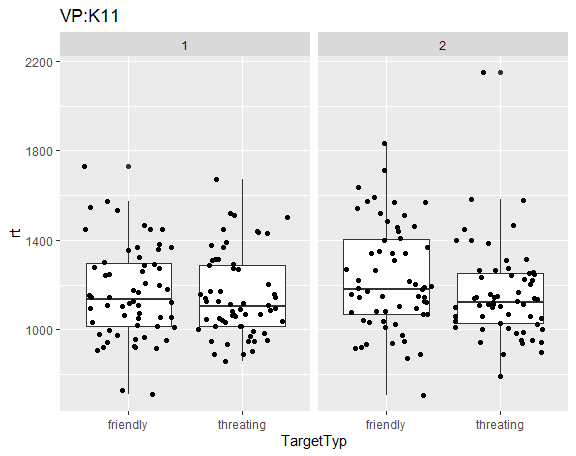 VP:K11
1 2
2200
1800
1400
1000
rt
friendly threating friendly threating
TargetTyp